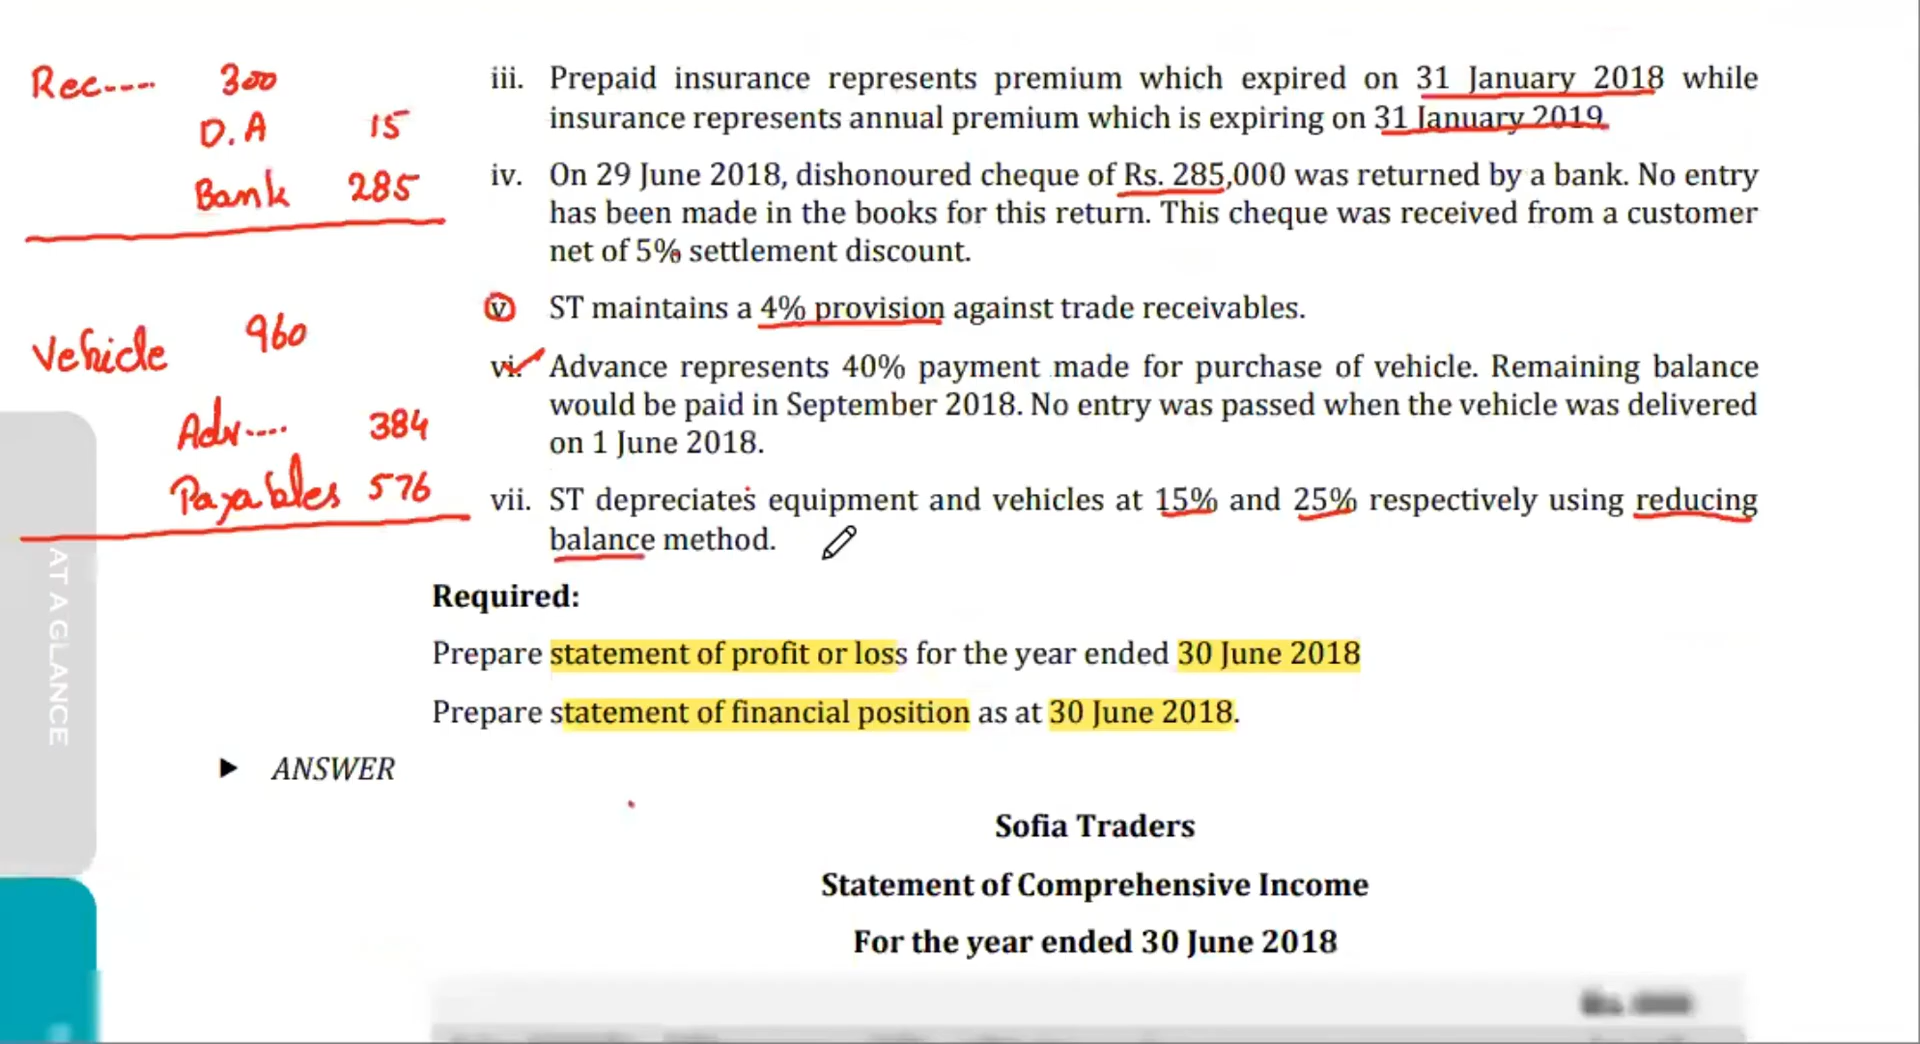 Rec---- 300
D.A 15
Bank 285
Vehicle 960
Adv.... 384
Payables 576
iii. Prepaid insurance represents premium which expired on 31 January 2018 while
insurance represents annual premium which is expiring on 31 January 2019.
iv. On 29 June 2018, dishonoured cheque of Rs. 285,000 was returned by a bank. No entry
has been made in the books for this return. This cheque was received from a customer
net of 5% settlement discount.
v ST maintains a 4% provision against trade receivables.
vi. Advance represents 40% payment made for purchase of vehicle. Remaining balance
would be paid in September 2018. No entry was passed when the vehicle was delivered
on 1 June 2018.
vii. ST depreciates equipment and vehicles at 15% and 25% respectively using reducing
balance method.
Required:
Prepare statement of profit or loss for the year ended 30 June 2018
Prepare statement of financial position as at 30 June 2018.
► ANSWER
Sofia Traders
Statement of Comprehensive Income
For the year ended 30 June 2018
AT A GLANCE